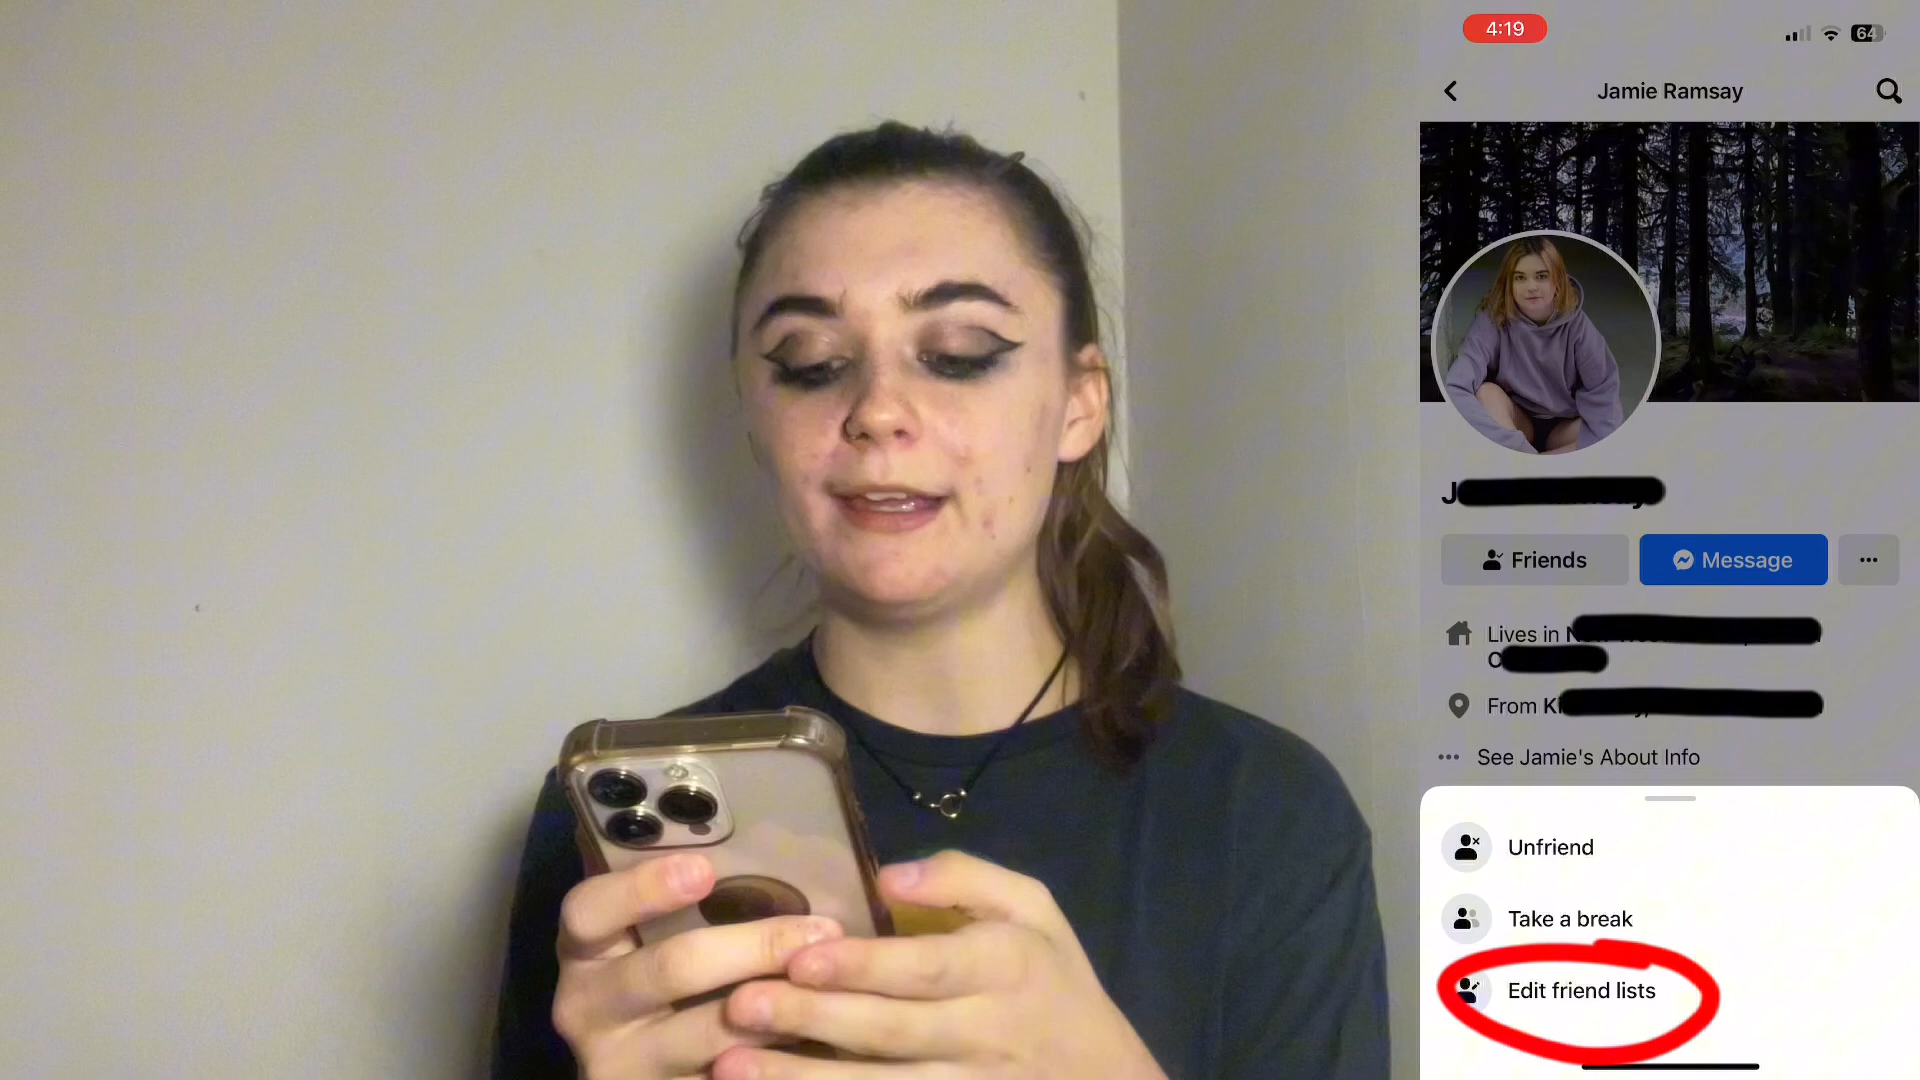 4:19
64
Jamie Ramsay
J
Friends
Message
Lives in
From
See Jamie's About Info
Unfriend
Take a break
Edit friend lists